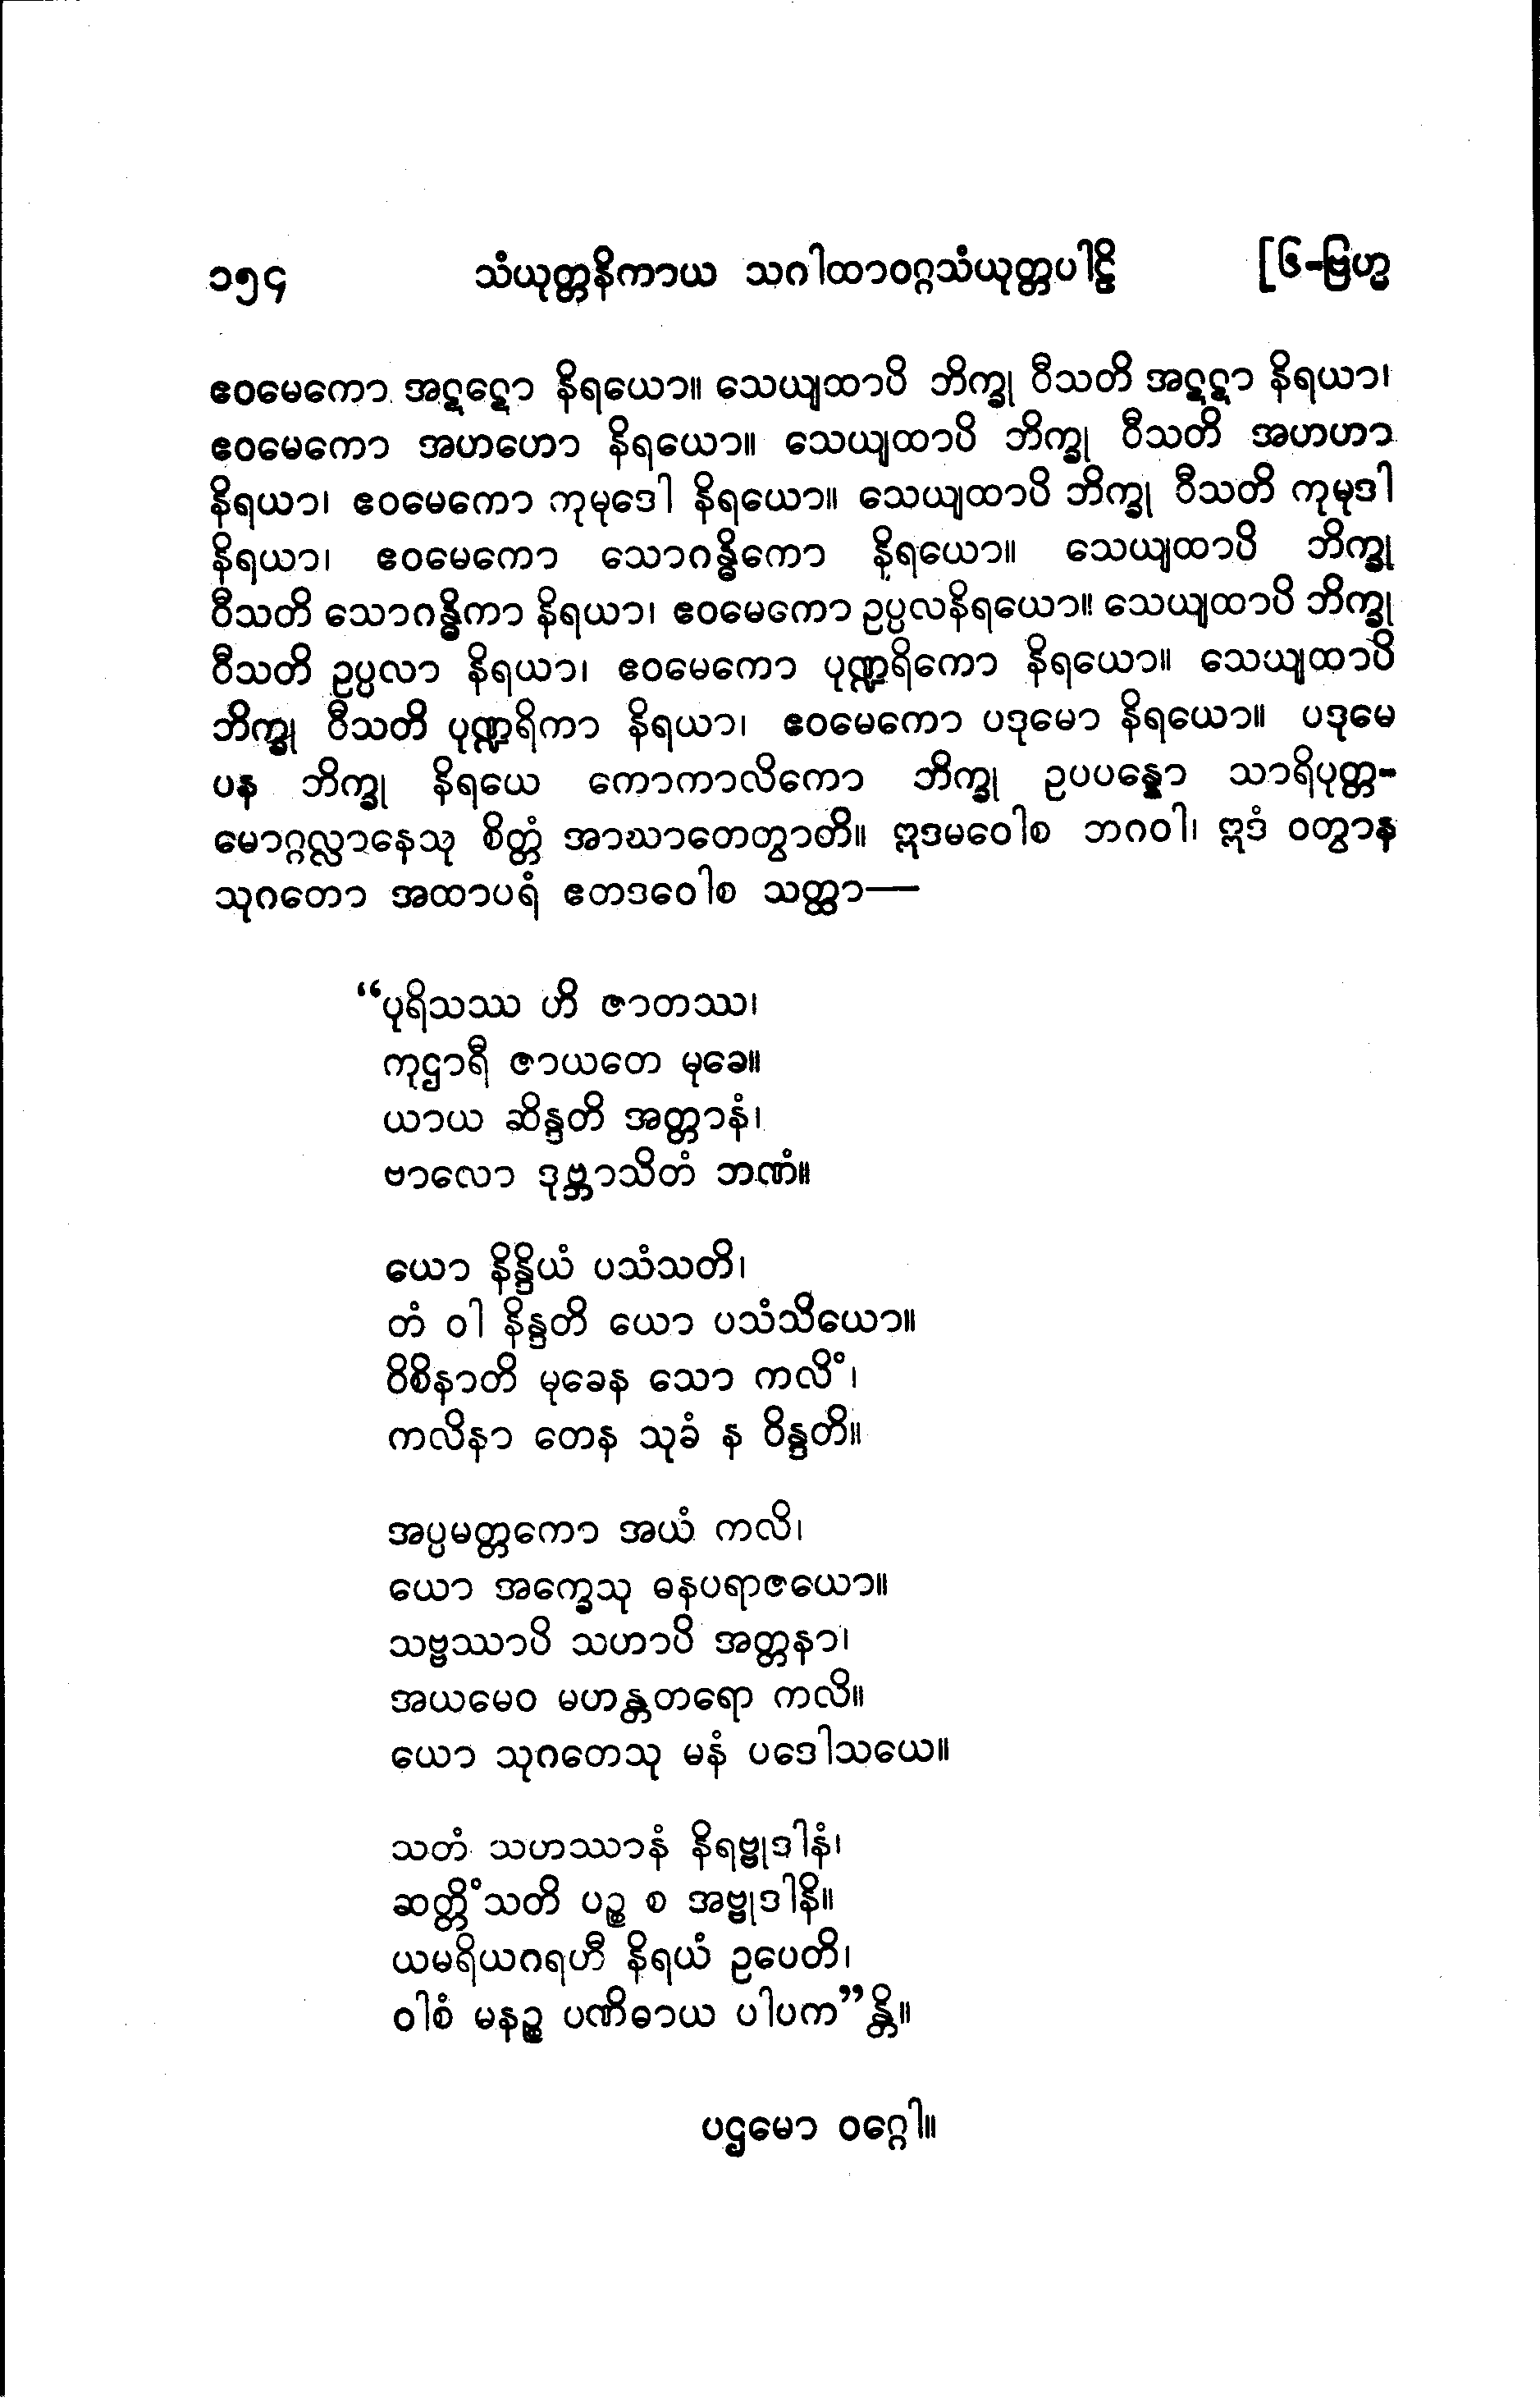 ၁၅၄ သံယုတ္တနိကာယ သဂါထာဝဂ္ဂသံယုတ္တပါဠိ [၆-ဗြဟ္မ
ဧဝမေကော အဋဋော နိရယော။ သေယျထာပိ ဘိက္ခု ဝီသတိ အဋဋာ နိရယာ၊
ဧဝမေကော အဟဟော နိရယော။ သေယျထာပိ ဘိက္ခု ဝီသတိ အဟဟာ
နိရယာ၊ ဧဝမေကော ကုမုဒေါ နိရယော။ သေယျထာပိ ဘိက္ခု ဝီသတိ ကုမုဒါ
နိရယာ၊ ဧဝမေကော သောဂန္ဓိကော နိရယော။ သေယျထာပိ ဘိက္ခု
ဝီသတိ သောဂန္ဓိကာ နိရယာ၊ ဧဝမေကော ဥပ္ပလနိရယော။ သေယျထာပိ ဘိက္ခု
ဝီသတိ ဥပ္ပလာ နိရယာ၊ ဧဝမေကော ပုဏ္ဍရိကော နိရယော။ သေယျထာပိ
ဘိက္ခု ဝီသတိ ပုဏ္ဍရိကာ နိရယာ၊ ဧဝမေကော ပဒုမော နိရယော။ ပဒုမေ
ပန ဘိက္ခု နိရယေ ကောကာလိကော ဘိက္ခု ဥပပန္နော သာရိပုတ္တ-
မောဂ္ဂလ္လာနေသု စိတ္တံ အာဃာတေတွာတိ။ ဣဒမဝေါစ ဘဂဝါ၊ ဣဒံ ဝတွာန
သုဂတော အထာပရံ ဧတဒဝေါစ သတ္ထာ—
“ပုရိသဿ ဟိ ဇာတဿ၊
ကုဌာရီ ဇာယတေ မုခေ။
ယာယ ဆိန္ဒတိ အတ္တာနံ၊
ဗာလော ဒုဗ္ဘာသိတံ ဘဏံ။
ယော နိန္ဒိယံ ပသံသတိ၊
တံ ဝါ နိန္ဒတိ ယော ပသံသိယော။
ဝိစိနာတိ မုခေန သော ကလိံ၊
ကလိနာ တေန သုခံ န ဝိန္ဒတိ။
အပ္ပမတ္တကော အယံ ကလိ၊
ယော အက္ခေသု ဓနပရာဇယော။
သဗ္ဗဿာပိ သဟာပိ အတ္တနာ၊
အယမေဝ မဟန္တတရော ကလိ။
ယော သုဂတေသု မနံ ပဒေါသယေ။
သတံ သဟဿာနံ နိရဗ္ဗုဒါနံ၊
ဆတ္တိံသတိ ပဉ္စ စ အဗ္ဗုဒါနိ။
ယမရိယဂရဟီ နိရယံ ဥပေတိ၊
ဝါစံ မနဉ္စ ပဏိဓာယ ပါပက”န္တိ။
ပဌမော ဝဂ္ဂေါ။